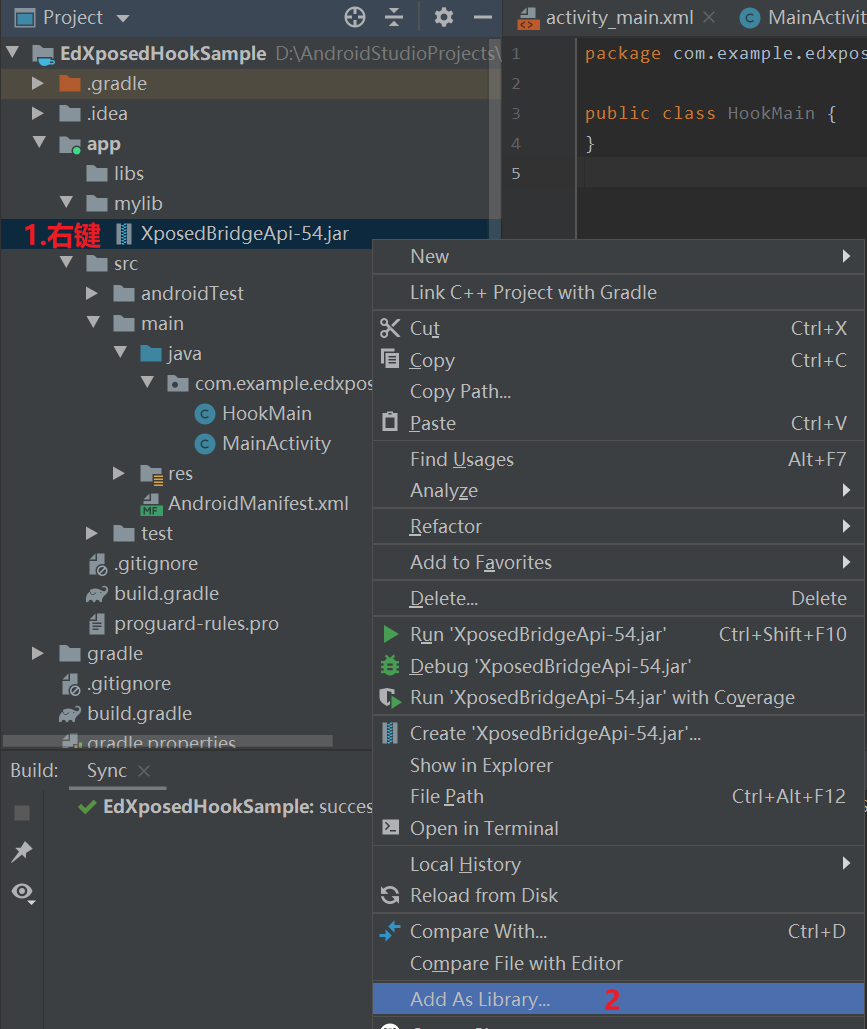 Project
activity_main.xml
MainActivit
EdXposedHookSample D:\AndroidStudioProjects\
.gradle
.idea
app
libs
mylib
1.右键 XposedBridgeApi-54.jar
src
androidTest
main
java
com.example.edxpos
HookMain
MainActivity
res
AndroidManifest.xml
test
.gitignore
build.gradle
proguard-rules.pro
gradle
.gitignore
build.gradle
gradle.properties
1 package com.example.edxpos
2
3 public class HookMain {
4 }
5
New
Link C++ Project with Gradle
Cut Ctrl+X
Copy Ctrl+C
Copy Path...
Paste Ctrl+V
Find Usages Alt+F7
Analyze
Refactor
Add to Favorites
Delete... Delete
Run 'XposedBridgeApi-54.jar' Ctrl+Shift+F10
Debug 'XposedBridgeApi-54.jar'
Run 'XposedBridgeApi-54.jar' with Coverage
Create 'XposedBridgeApi-54.jar'...
Show in Explorer
File Path Ctrl+Alt+F12
Open in Terminal
Local History
Reload from Disk
Compare With... Ctrl+D
Compare File with Editor
Add As Library... 2
Build: Sync
EdXposedHookSample: succes